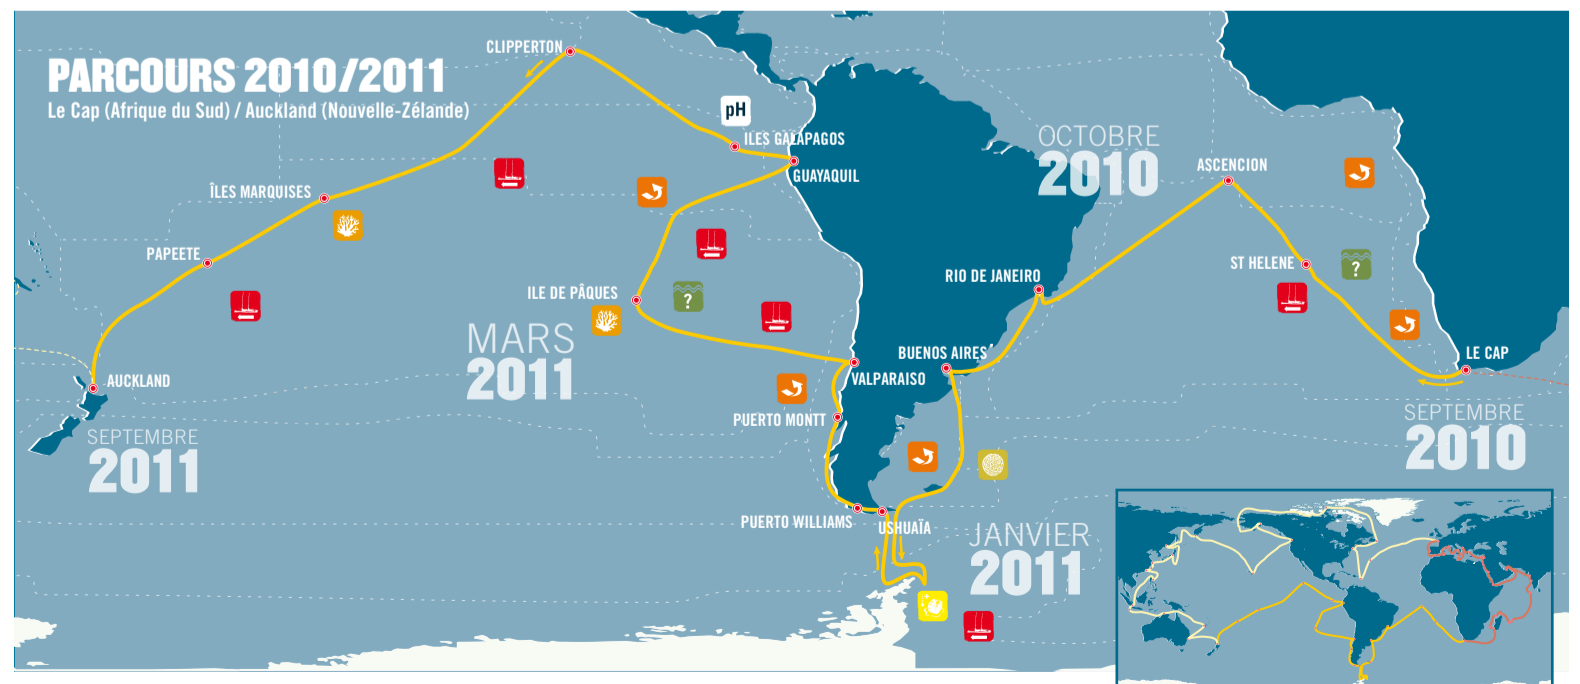 PARCOURS 2010/2011
Le Cap (Afrique du Sud) / Auckland (Nouvelle-Zélande)
CLIPPERTON
pH
ILES GALAPAGOS
GUAYAQUIL
OCTOBRE
2010
ASCENCION
ÎLES MARQUISES
PAPEETE
ST HELENE
?
RIO DE JANEIRO
ILE DE PÂQUES
?
MARS
2011
BUENOS AIRES
LE CAP
AUCKLAND
VALPARAISO
PUERTO MONTT
SEPTEMBRE
2010
SEPTEMBRE
2011
PUERTO WILLIAMS
USHUAÏA
JANVIER
2011